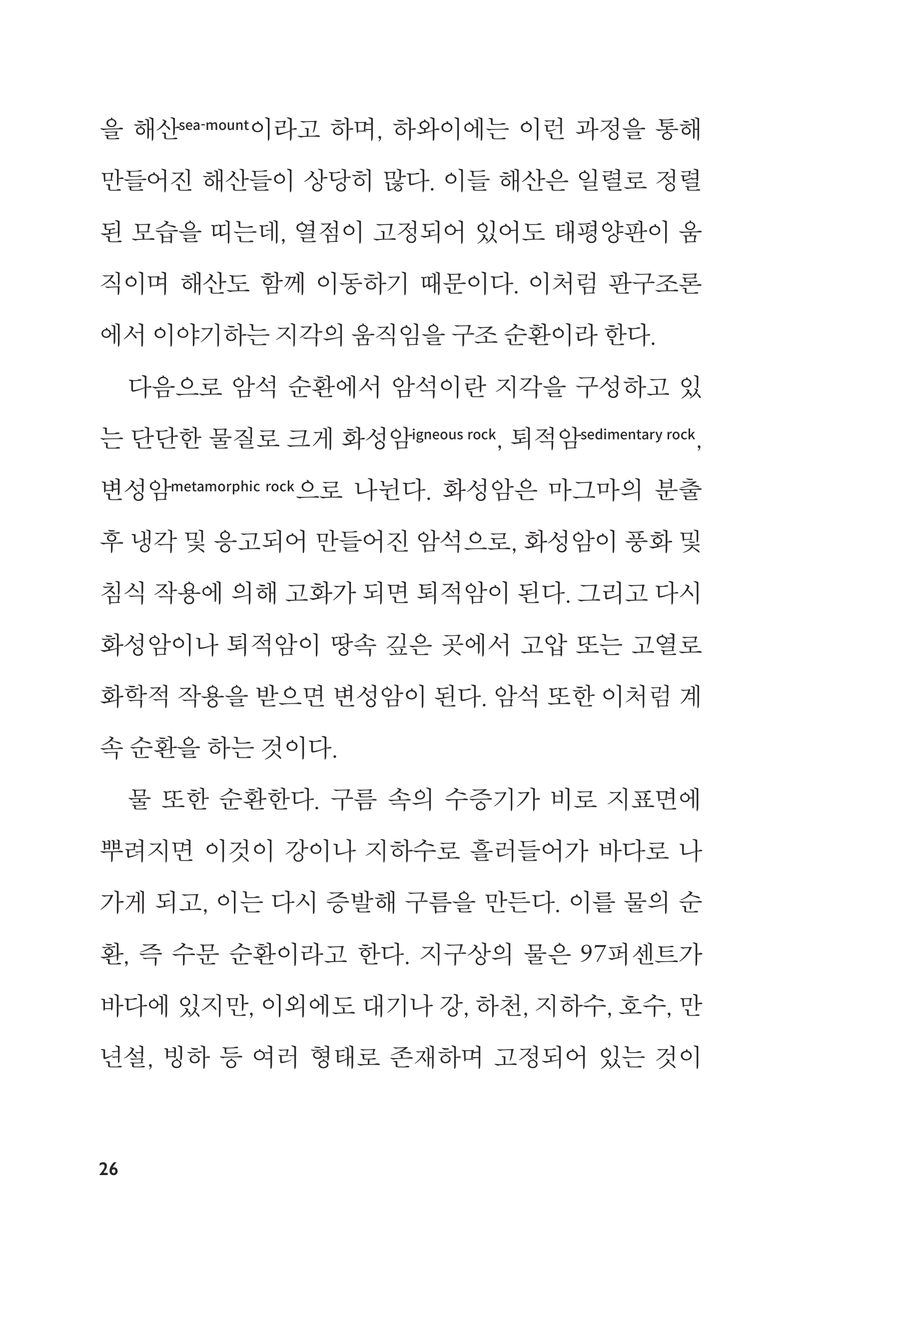 을 해산sea-mount이라고 하며, 하와이에는 이런 과정을 통해
만들어진 해산들이 상당히 많다. 이들 해산은 일렬로 정렬
된 모습을 띠는데, 열점이 고정되어 있어도 태평양판이 움
직이며 해산도 함께 이동하기 때문이다. 이처럼 판구조론
에서 이야기하는 지각의 움직임을 구조 순환이라 한다.
다음으로 암석 순환에서 암석이란 지각을 구성하고 있
는 단단한 물질로 크게 화성암igneous rock, 퇴적암sedimentary rock,
변성암metamorphic rock으로 나뉜다. 화성암은 마그마의 분출
후 냉각 및 응고되어 만들어진 암석으로, 화성암이 풍화 및
침식 작용에 의해 고화가 되면 퇴적암이 된다. 그리고 다시
화성암이나 퇴적암이 땅속 깊은 곳에서 고압 또는 고열로
화학적 작용을 받으면 변성암이 된다. 암석 또한 이처럼 계
속 순환을 하는 것이다.
물 또한 순환한다. 구름 속의 수증기가 비로 지표면에
뿌려지면 이것이 강이나 지하수로 흘러들어가 바다로 나
가게 되고, 이는 다시 증발해 구름을 만든다. 이를 물의 순
환, 즉 수문 순환이라고 한다. 지구상의 물은 97퍼센트가
바다에 있지만, 이외에도 대기나 강, 하천, 지하수, 호수, 만
년설, 빙하 등 여러 형태로 존재하며 고정되어 있는 것이
26